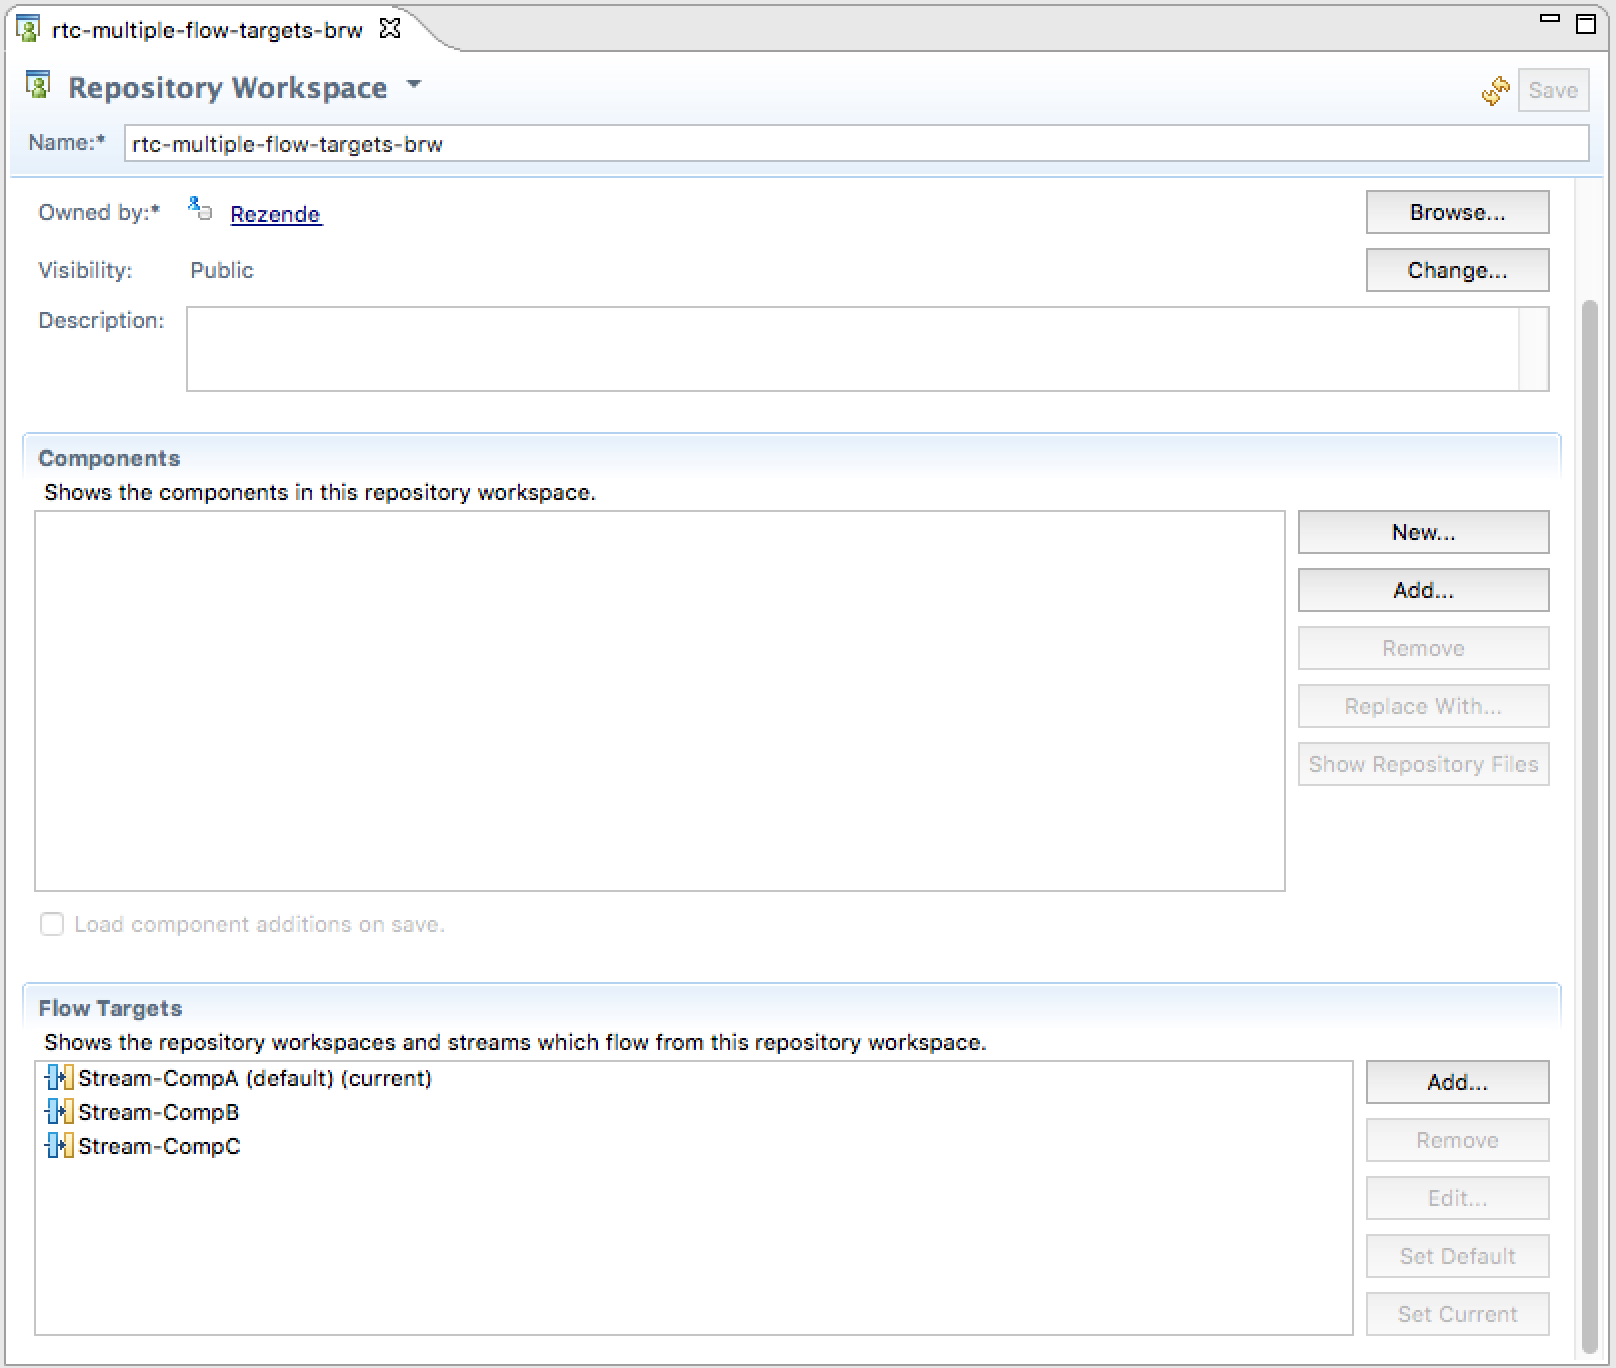 rtc-multiple-flow-targets-brw
Repository Workspace
Save
Name:* rtc-multiple-flow-targets-brw
Owned by:* Rezende Browse...
Visibility: Public Change...
Description:
Components
Shows the components in this repository workspace.
New...
Add...
Remove
Replace With...
Show Repository Files
Load component additions on save.
Flow Targets
Shows the repository workspaces and streams which flow from this repository workspace.
Stream-CompA (default) (current)
Stream-CompB
Stream-CompC
Add...
Remove
Edit...
Set Default
Set Current